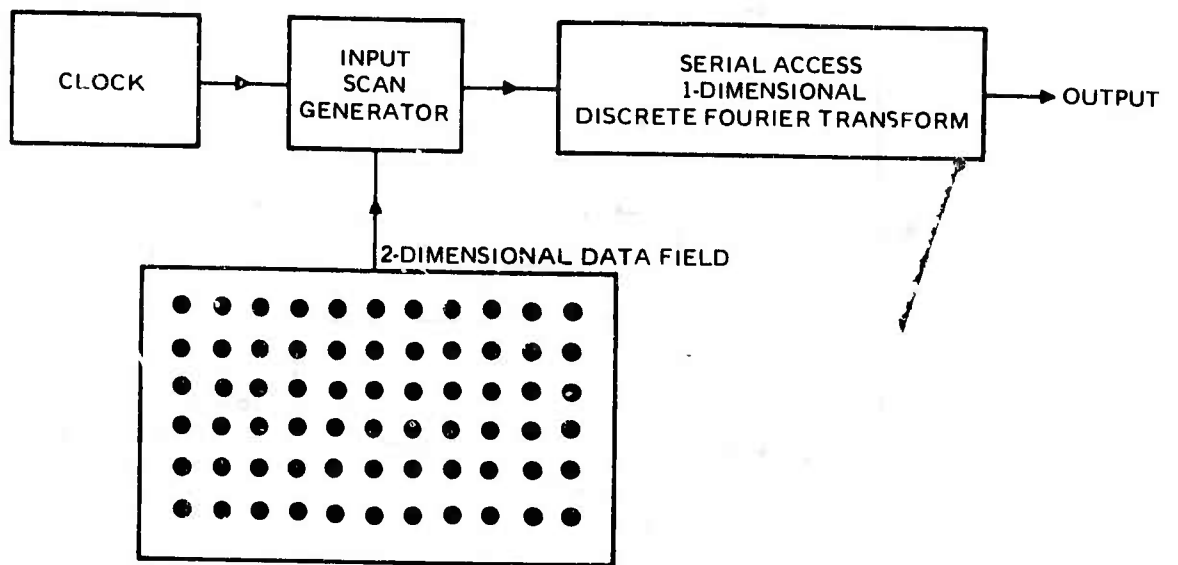 CLOCK
INPUT
SCAN
GENERATOR
SERIAL ACCESS
1-DIMENSIONAL
DISCRETE FOURIER TRANSFORM
OUTPUT
2-DIMENSIONAL DATA FIELD